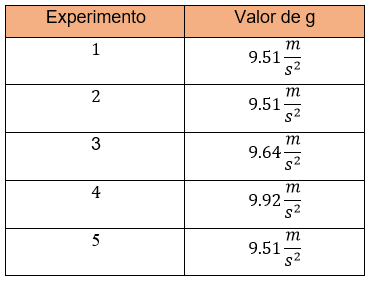 Experimento Valor de g
1 9.51 m/s²
2 9.51 m/s²
3 9.64 m/s²
4 9.92 m/s²
5 9.51 m/s²